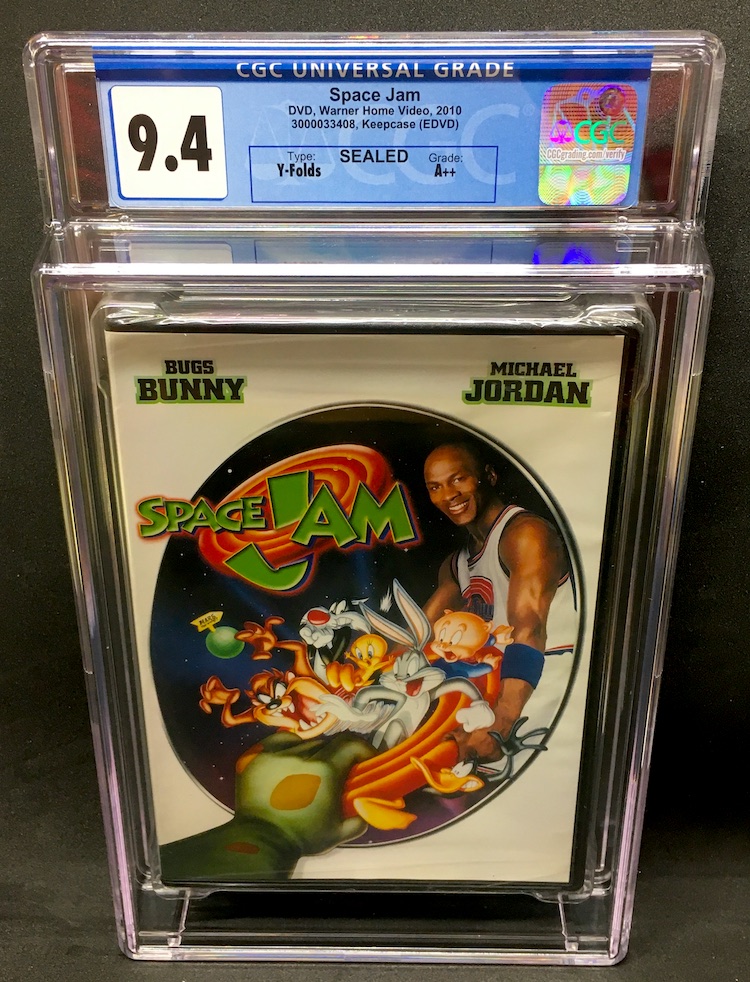 CGC UNIVERSAL GRADE
9.4
Space Jam
DVD, Warner Home Video, 2010
3000033408, Keepcase (EDVD)
Type: SEALED Grade:
Y-Folds A++
CGC
CGCgrading.com/verify
BUGS
BUNNY
MICHAEL
JORDAN
SPACE JAM
MARS